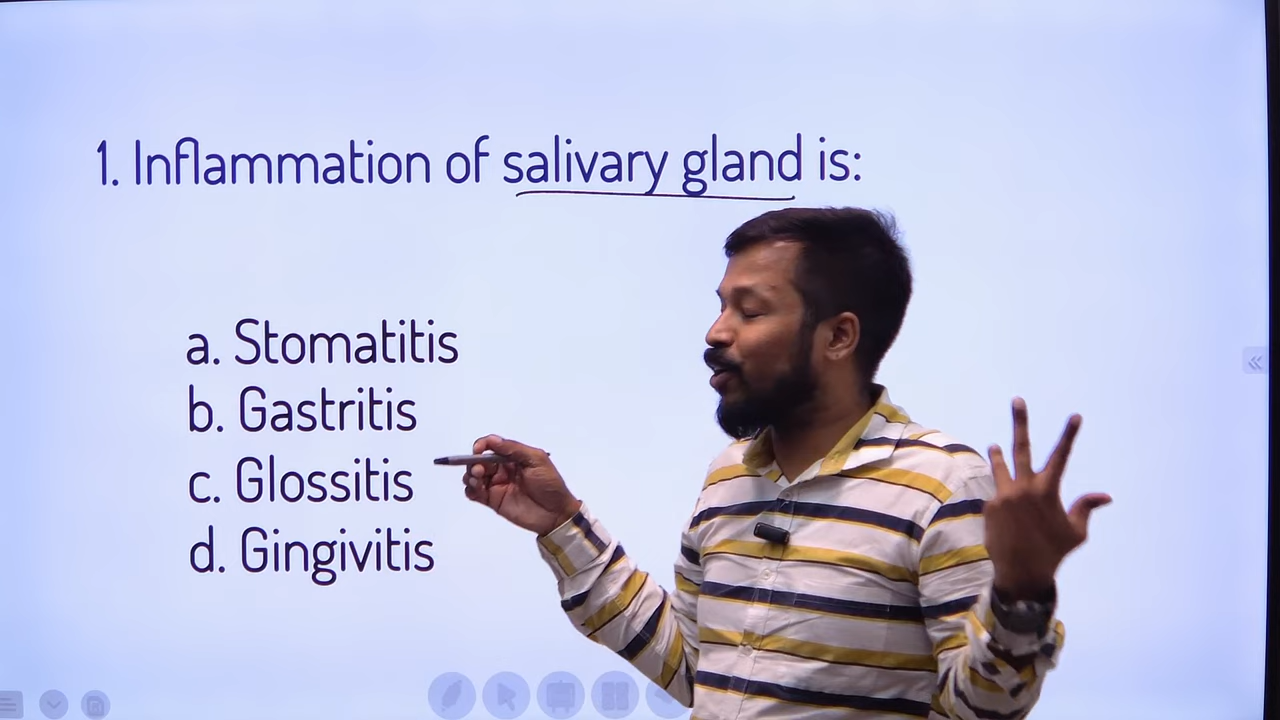 1. Inflammation of salivary gland is:
a. Stomatitis
b. Gastritis
c. Glossitis
d. Gingivitis